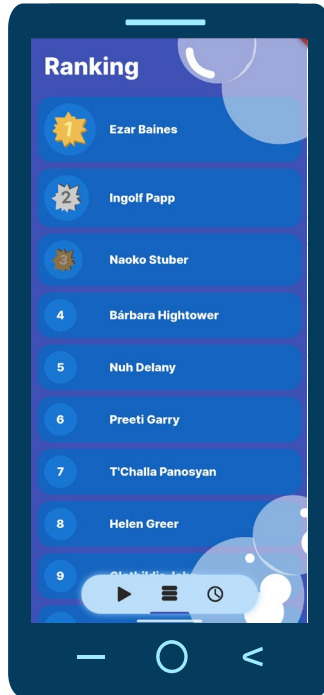 Ranking
1 Ezar Baines
2 Ingolf Papp
3 Naoko Stuber
4 Bárbara Hightower
5 Nuh Delany
6 Preeti Garry
7 T'Challa Panosyan
8 Helen Greer
9